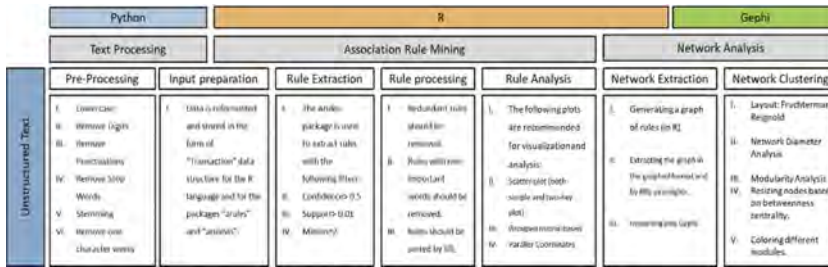 Python
R
Gephi
Text Processing
Association Rule Mining
Network Analysis
Unstructured Text
Pre-Processing
I. Lowercase
II. Remove Digits
III. Remove
Punctuations
IV. Remove Stop
Words
V. Stemming
VI. Remove one
character words
Input preparation
I. Data is reformatted
and stored in the
form of
"Transaction" data
structure for the R
language and for the
packages "arules"
and
Rule Extraction
I. The
package is used
to extract rules
with the
following filters
II. Confidence> 0.5
III. Support> 0.01
IV.
Rule processing
I. Redundant rules
should be
removed.
II. Rules with non-
important
words should be
removed.
III. Rules should be
sorted by
Rule Analysis
I. The following plots
are recommended
for visualization and
analysis:
II. Scatter plot (both
simple and two-key
plot)
III. Grouped matrix-based
IV. Parallel Coordinates
Network Extraction
I. Generating a graph
of rules (in R)
II. Extracting the graph in
the graphml format and
by
III. Importing into Gephi
Network Clustering
I. Layout: Fruchterman
Reignold
II. Network Diameter
Analysis
III. Modularity Analysis
IV. Resizing nodes based
on betweenness
centrality.
V. Coloring different
modules.